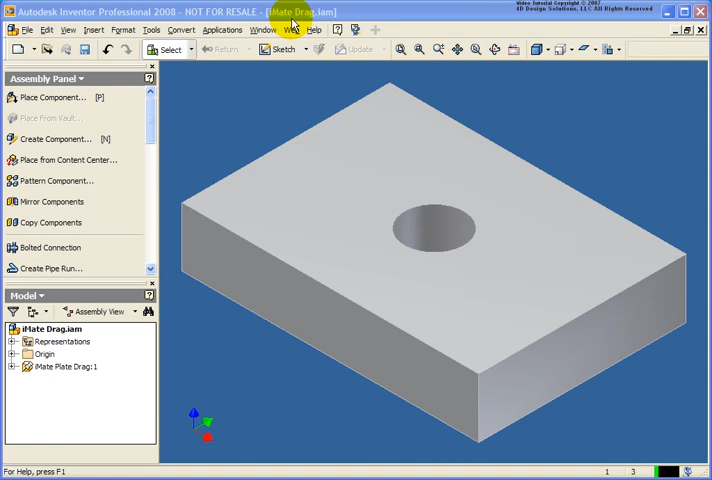 Video Tutorial Copyright © 2007
Autodesk Inventor Professional 2008 - NOT FOR RESALE - [iMate Drag.iam]
4D Design Solutions, LLC All Rights Reserved
File Edit View Insert Format Tools Convert Applications Window Web Help
Select Return Sketch Update
Assembly Panel
Place Component... [P]
Place From Vault...
Create Component... [N]
Place from Content Center...
Pattern Component...
Mirror Components
Copy Components
Bolted Connection
Create Pipe Run...
Model
Assembly View
iMate Drag.iam
Representations
Origin
iMate Plate Drag:1
For Help, press F1 1 3